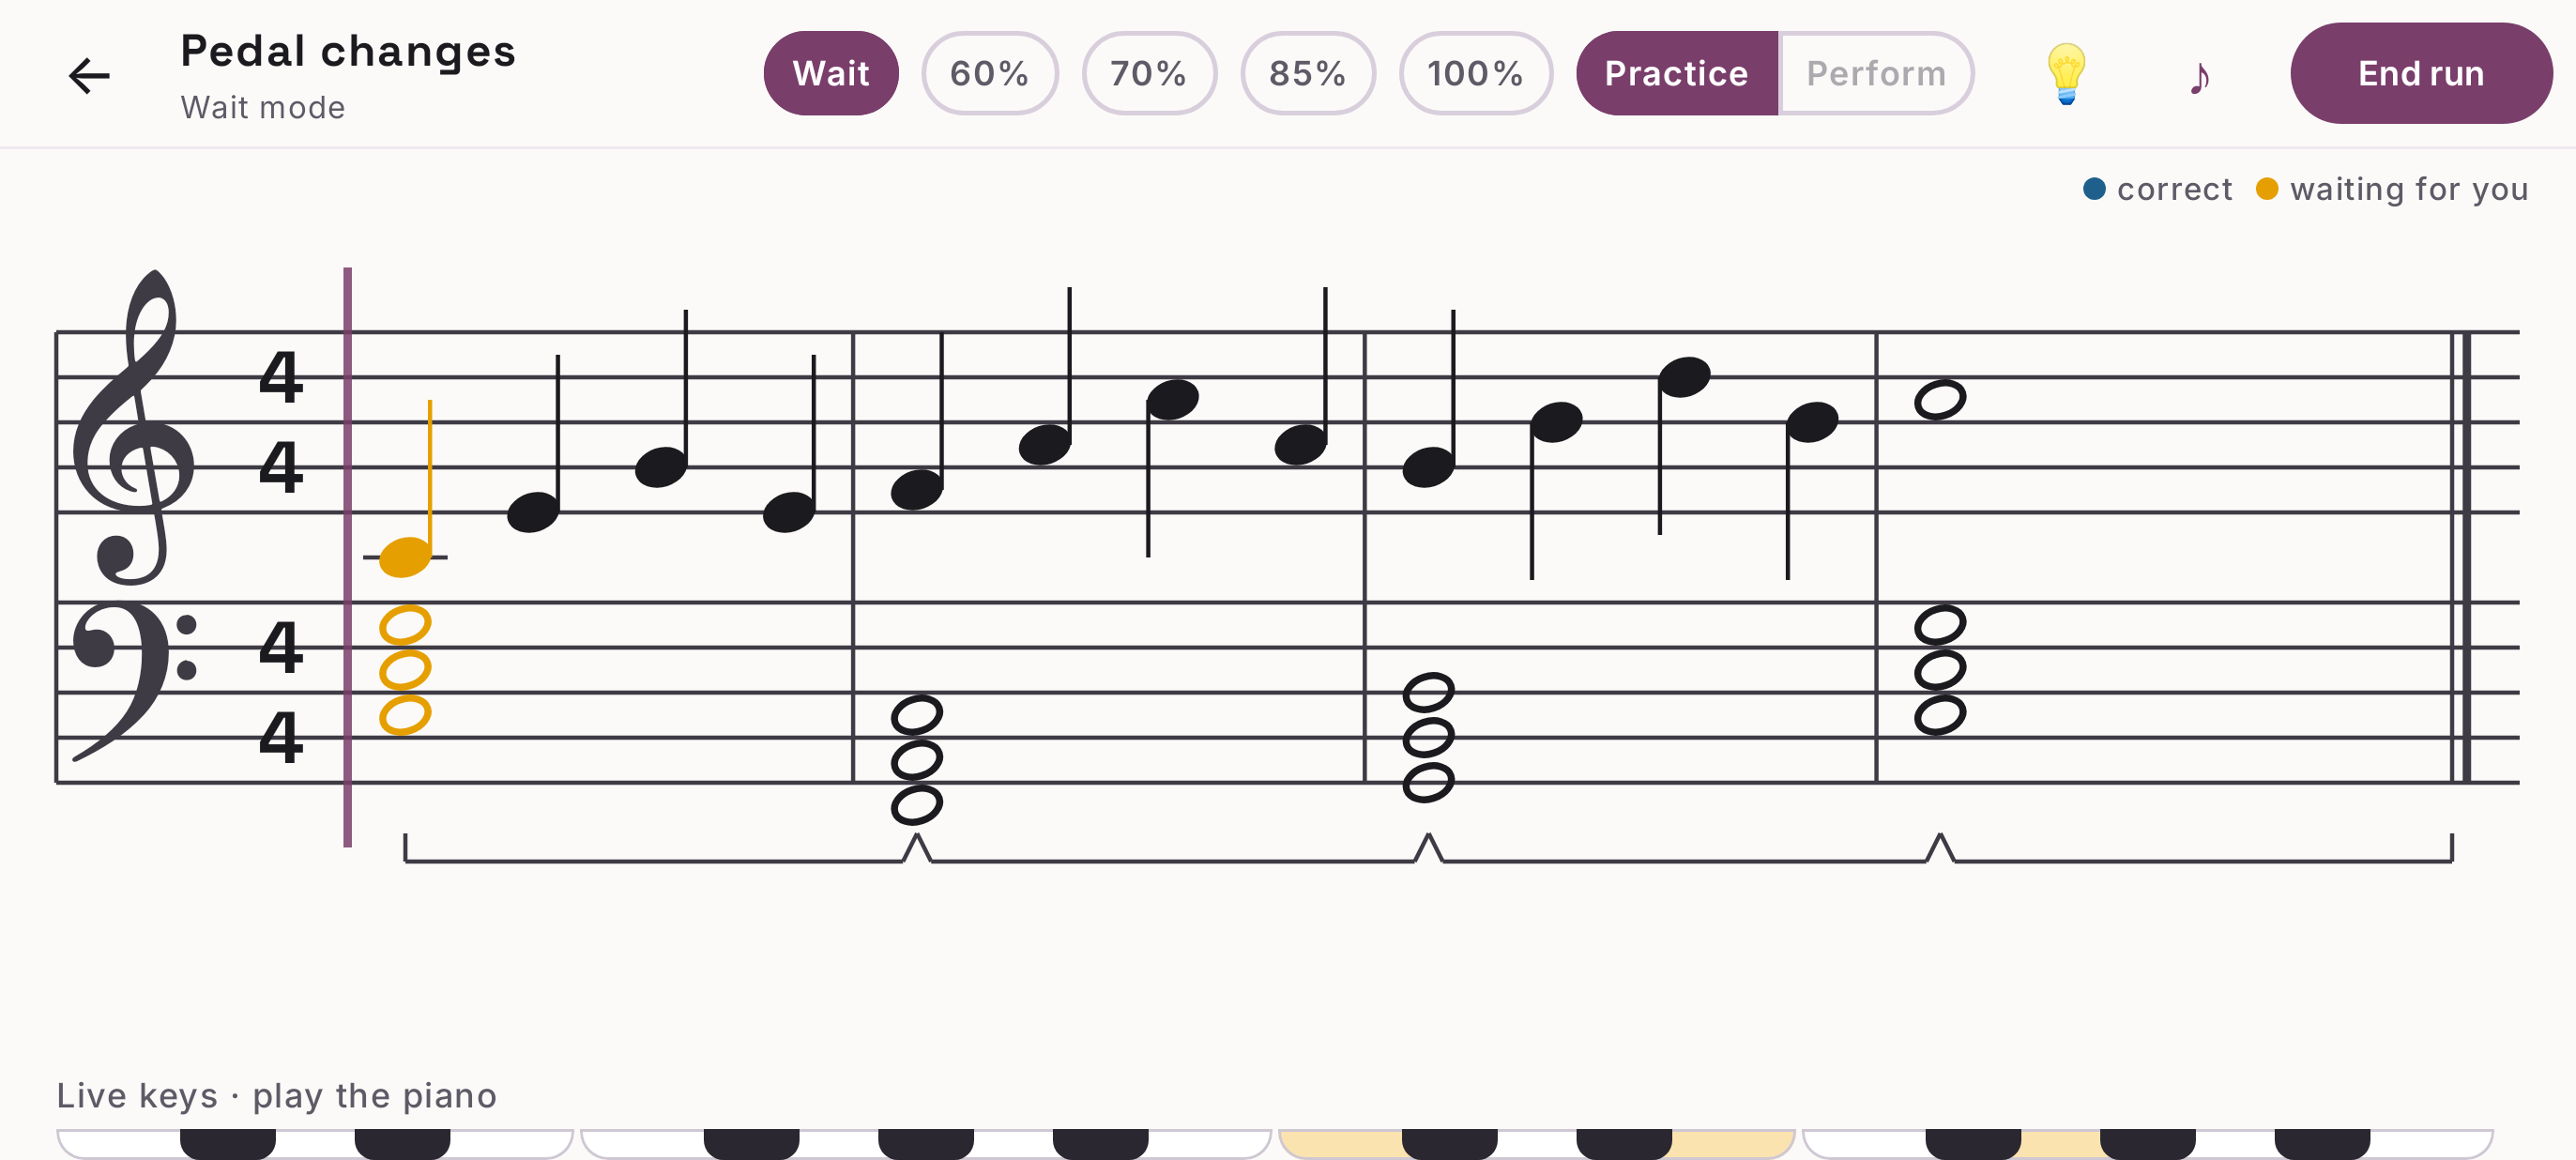 Pedal changes
Wait mode
Wait 60% 70% 85% 100% Practice Perform End run
correct waiting for you
4
4
4
4
Live keys · play the piano